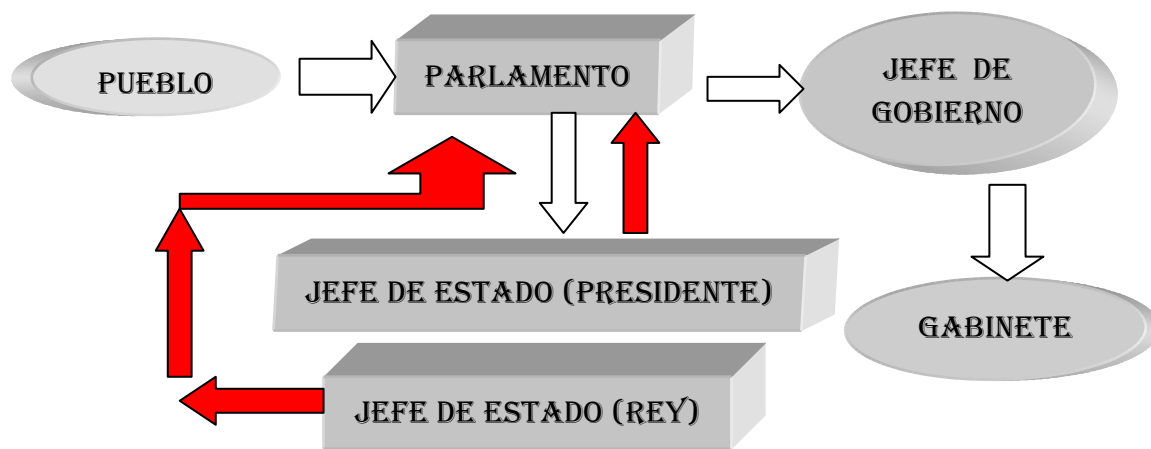 PUEBLO
PARLAMENTO
JEFE DE
GOBIERNO
JEFE DE ESTADO (PRESIDENTE)
GABINETE
JEFE DE ESTADO (REY)